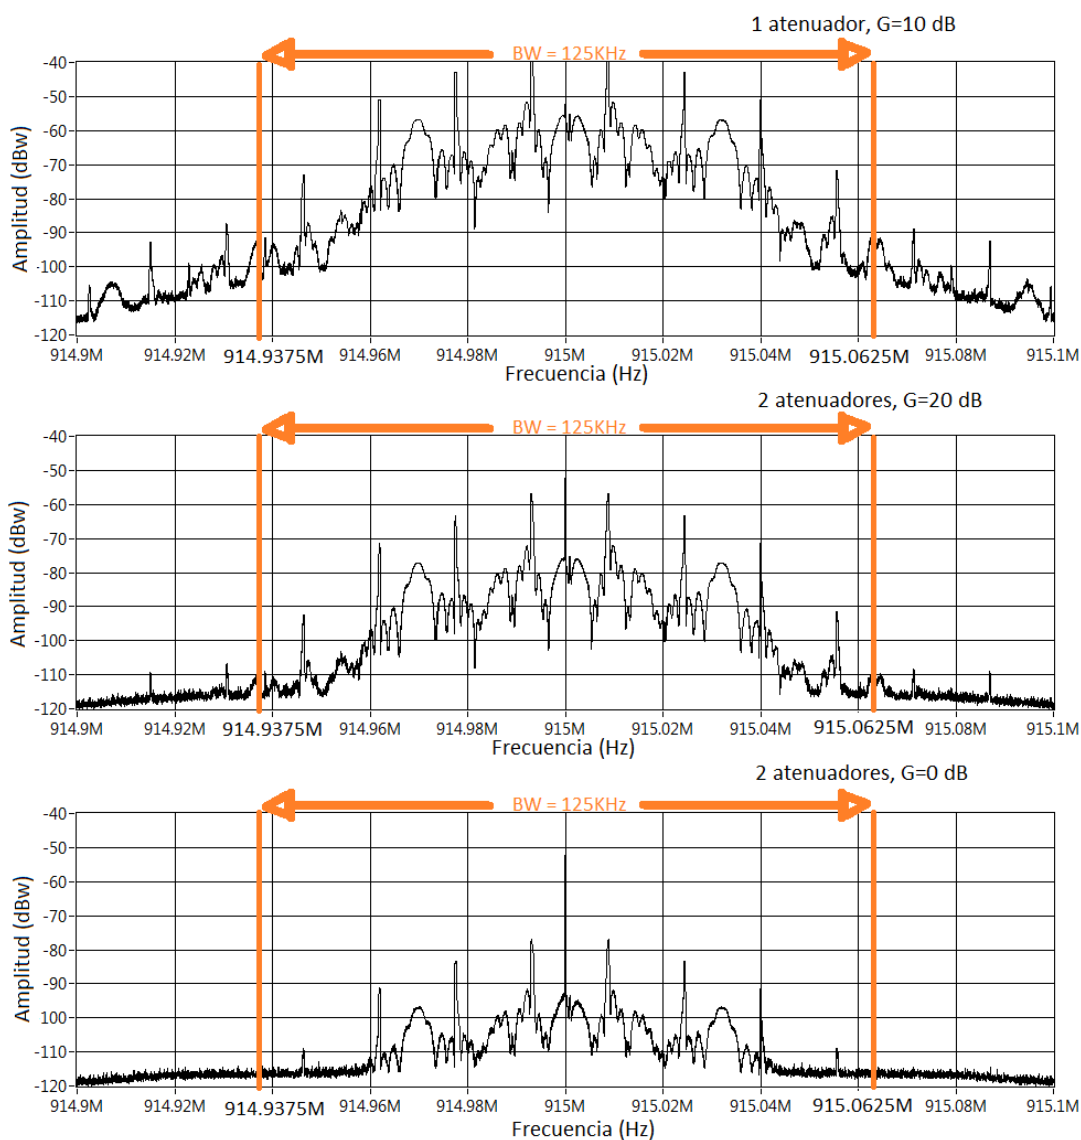 1 atenuador, G=10 dB
BW = 125KHz
Amplitud (dBw)
-40
-50
-60
-70
-80
-90
-100
-110
-120
914.9M 914.92M 914.9375M 914.96M 914.98M 915M 915.02M 915.04M 915.0625M 915.08M 915.1M
Frecuencia (Hz)
2 atenuadores, G=20 dB
BW = 125KHz
Amplitud (dBw)
-40
-50
-60
-70
-80
-90
-100
-110
-120
914.9M 914.92M 914.9375M 914.96M 914.98M 915M 915.02M 915.04M 915.0625M 915.08M 915.1M
Frecuencia (Hz)
2 atenuadores, G=0 dB
BW = 125KHz
Amplitud (dBw)
-40
-50
-60
-70
-80
-90
-100
-110
-120
914.9M 914.92M 914.9375M 914.96M 914.98M 915M 915.02M 915.04M 915.0625M 915.08M 915.1M
Frecuencia (Hz)